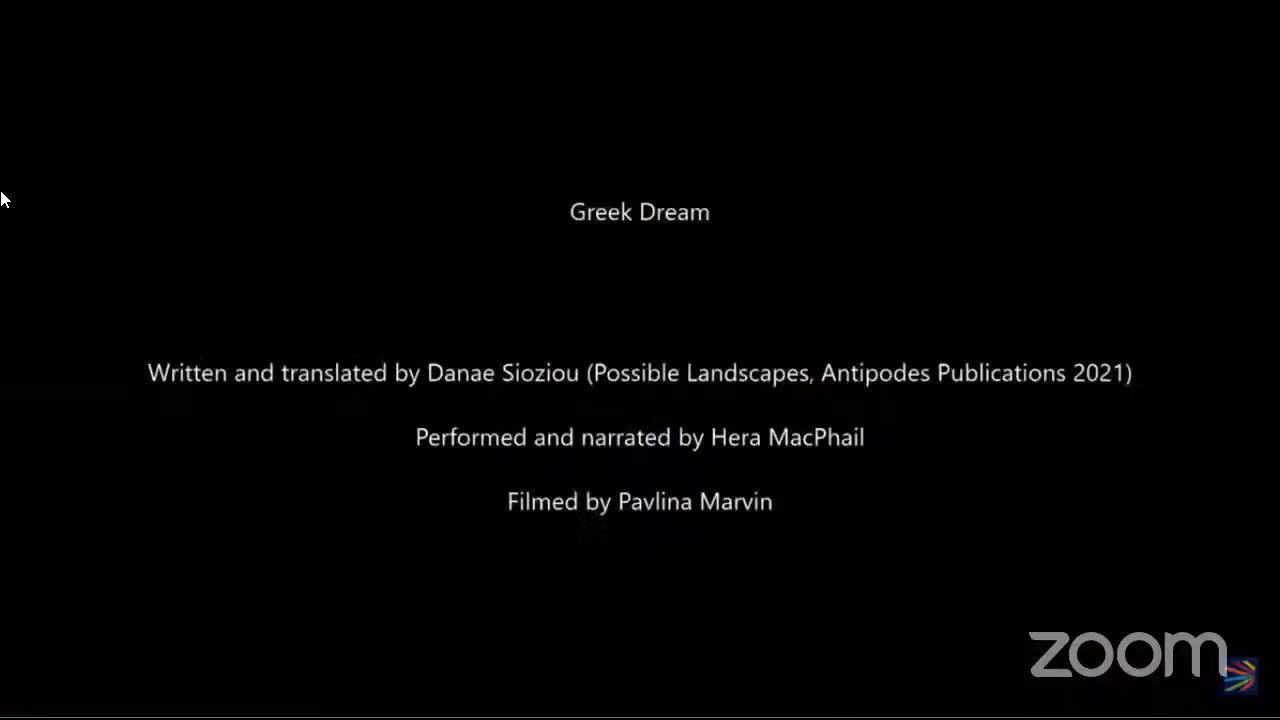 Greek Dream
Written and translated by Danae Sioziou (Possible Landscapes, Antipodes Publications 2021)
Performed and narrated by Hera MacPhail
Filmed by Pavlina Marvin
zoom